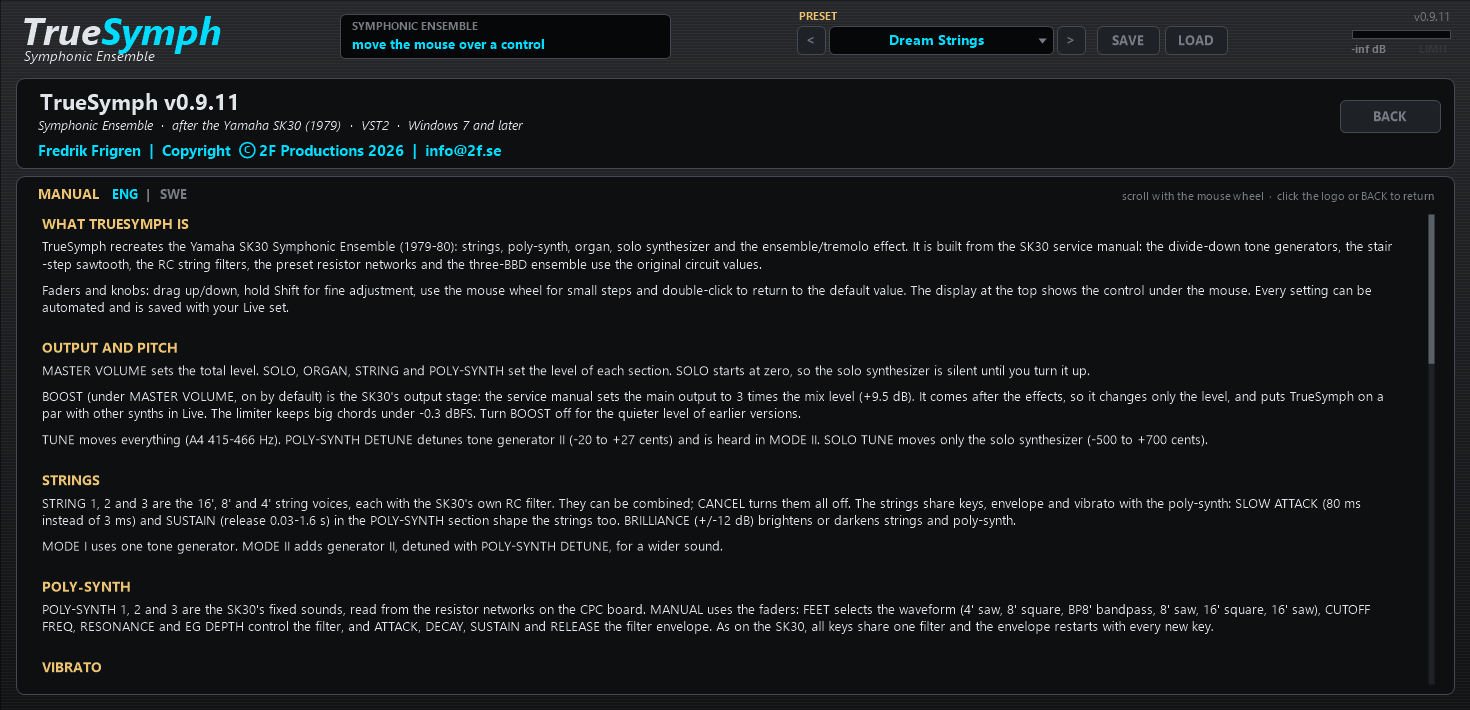 TrueSymph
Symphonic Ensemble
SYMPHONIC ENSEMBLE
move the mouse over a control
PRESET
< Dream Strings > SAVE LOAD
v0.9.11
-inf dB LIMIT
TrueSymph v0.9.11
Symphonic Ensemble · after the Yamaha SK30 (1979) · VST2 · Windows 7 and later
Fredrik Frigren | Copyright © 2F Productions 2026 | info@2f.se
BACK
MANUAL ENG | SWE
scroll with the mouse wheel · click the logo or BACK to return
WHAT TRUESYMPH IS
TrueSymph recreates the Yamaha SK30 Symphonic Ensemble (1979-80): strings, poly-synth, organ, solo synthesizer and the ensemble/tremolo effect. It is built from the SK30 service manual: the divide-down tone generators, the stair
-step sawtooth, the RC string filters, the preset resistor networks and the three-BBD ensemble use the original circuit values.
Faders and knobs: drag up/down, hold Shift for fine adjustment, use the mouse wheel for small steps and double-click to return to the default value. The display at the top shows the control under the mouse. Every setting can be
automated and is saved with your Live set.
OUTPUT AND PITCH
MASTER VOLUME sets the total level. SOLO, ORGAN, STRING and POLY-SYNTH set the level of each section. SOLO starts at zero, so the solo synthesizer is silent until you turn it up.
BOOST (under MASTER VOLUME, on by default) is the SK30's output stage: the service manual sets the main output to 3 times the mix level (+9.5 dB). It comes after the effects, so it changes only the level, and puts TrueSymph on a
par with other synths in Live. The limiter keeps big chords under -0.3 dBFS. Turn BOOST off for the quieter level of earlier versions.
TUNE moves everything (A4 415-466 Hz). POLY-SYNTH DETUNE detunes tone generator II (-20 to +27 cents) and is heard in MODE II. SOLO TUNE moves only the solo synthesizer (-500 to +700 cents).
STRINGS
STRING 1, 2 and 3 are the 16', 8' and 4' string voices, each with the SK30's own RC filter. They can be combined; CANCEL turns them all off. The strings share keys, envelope and vibrato with the poly-synth: SLOW ATTACK (80 ms
instead of 3 ms) and SUSTAIN (release 0.03-1.6 s) in the POLY-SYNTH section shape the strings too. BRILLIANCE (+/-12 dB) brightens or darkens strings and poly-synth.
MODE I uses one tone generator. MODE II adds generator II, detuned with POLY-SYNTH DETUNE, for a wider sound.
POLY-SYNTH
POLY-SYNTH 1, 2 and 3 are the SK30's fixed sounds, read from the resistor networks on the CPC board. MANUAL uses the faders: FEET selects the waveform (4' saw, 8' square, BP8' bandpass, 8' saw, 16' square, 16' saw), CUTOFF
FREQ, RESONANCE and EG DEPTH control the filter, and ATTACK, DECAY, SUSTAIN and RELEASE the filter envelope. As on the SK30, all keys share one filter and the envelope restarts with every new key.
VIBRATO